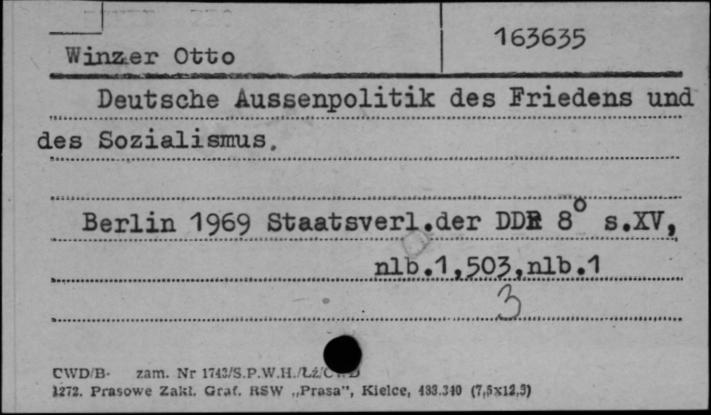 163635
Winzer Otto
Deutsche Aussenpolitik des Friedens und
des Sozialismus.
Berlin 1969 Staatsverl.der DDR 8° s.XV,
nlb.1,503,nlb.1
3
CWD/B- zam. Nr 1743/S.P.W.H./Łź/CWD
1272. Prasowe Zakł. Graf. RSW „Prasa", Kielce, 483.340 (7,5x12,5)